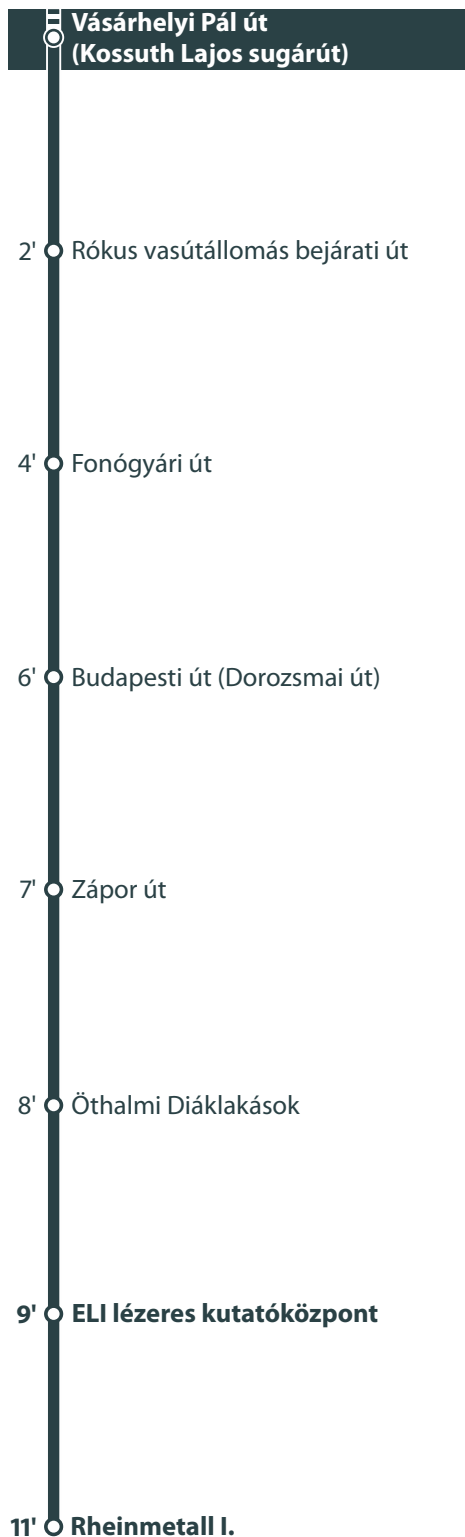 Vásárhelyi Pál út
(Kossuth Lajos sugárút)
2' Rókus vasútállomás bejárati út
4' Fonógyári út
6' Budapesti út (Dorozsmai út)
7' Zápor út
8' Öthalmi Diáklakások
9' ELI lézeres kutatóközpont
11' Rheinmetall I.